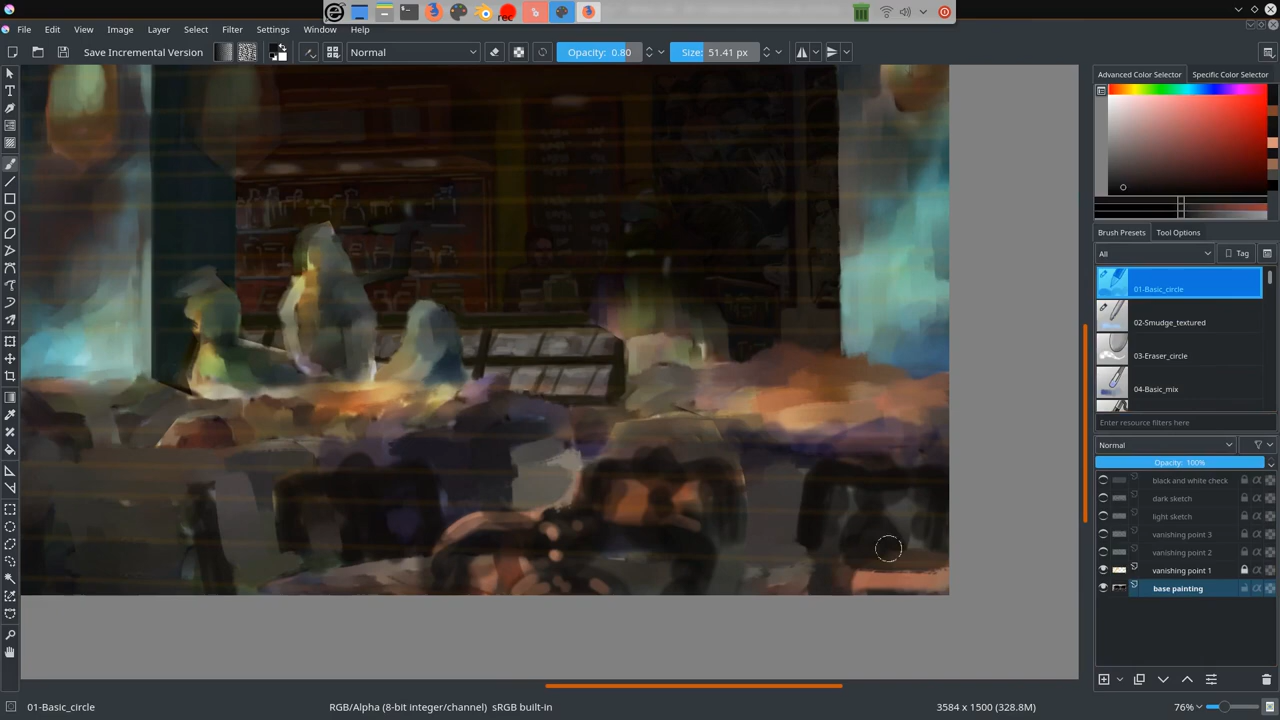 rec
File Edit View Image Layer Select Filter Settings Window Help
Save Incremental Version Normal Opacity: 0.80 Size: 51.41 px
Advanced Color Selector Specific Color Selector
Brush Presets Tool Options
All Tag
01-Basic_circle
02-Smudge_textured
03-Eraser_circle
04-Basic_mix
Enter resource filters here
Normal
Opacity: 100%
black and white check
dark sketch
light sketch
vanishing point 3
vanishing point 2
vanishing point 1
base painting
01-Basic_circle RGB/Alpha (8-bit integer/channel) sRGB built-in 3584 x 1500 (328.8M) 76%